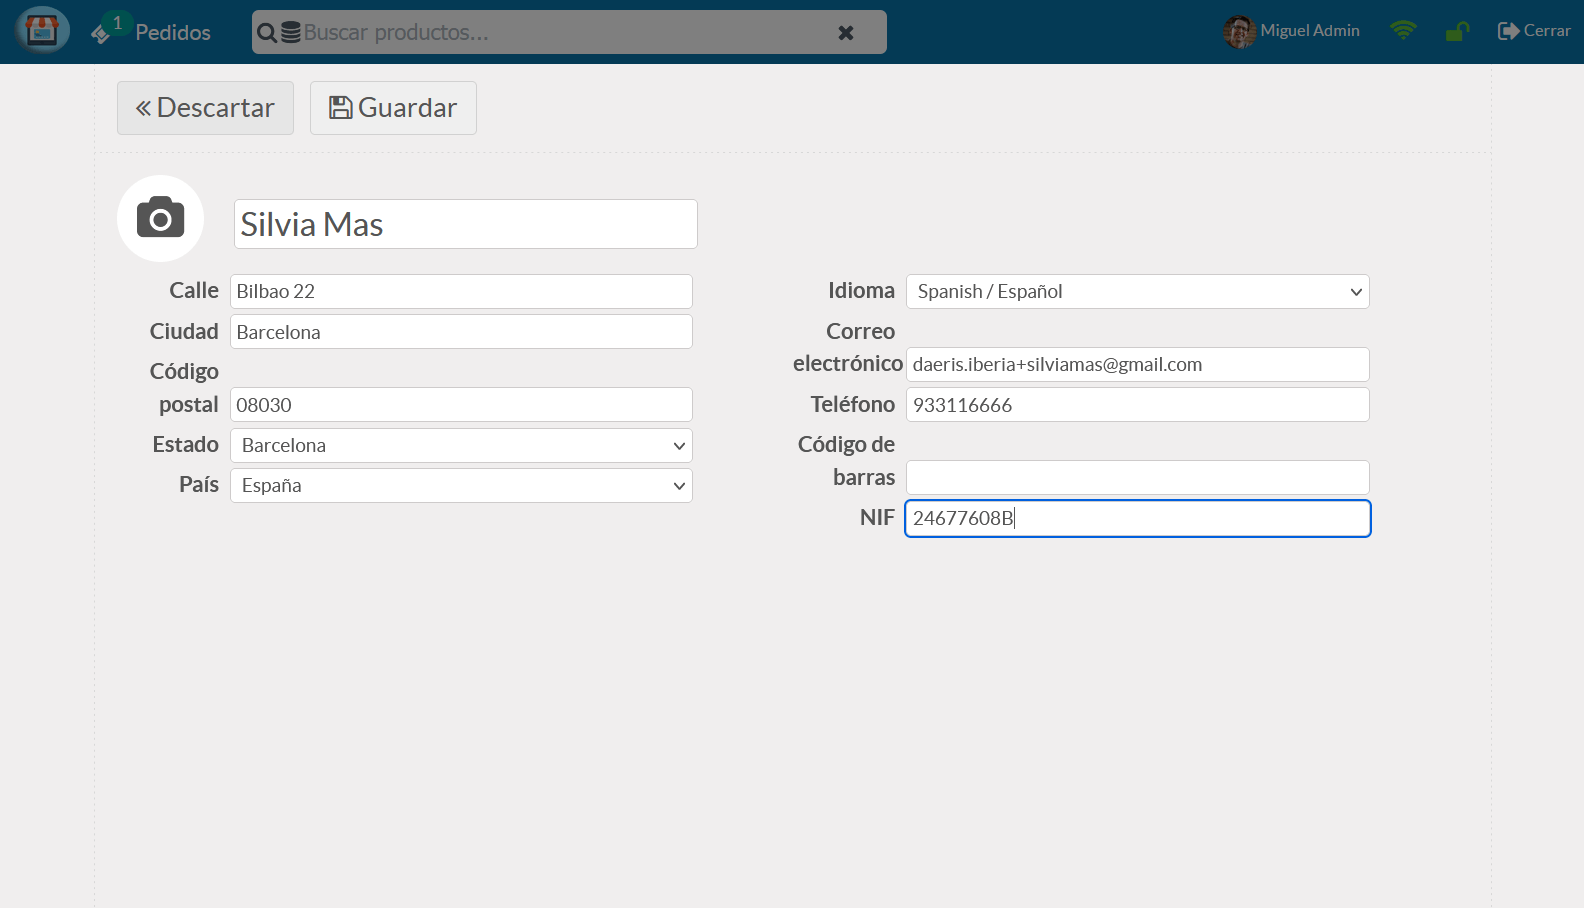 1 Pedidos Buscar productos... Miguel Admin Cerrar
Descartar Guardar
Silvia Mas
Calle Bilbao 22
Ciudad Barcelona
Código
postal 08030
Estado Barcelona
País España
Idioma Spanish / Español
Correo
electrónico daeris.iberia+silviamas@gmail.com
Teléfono 933116666
Código de
barras
NIF 24677608B